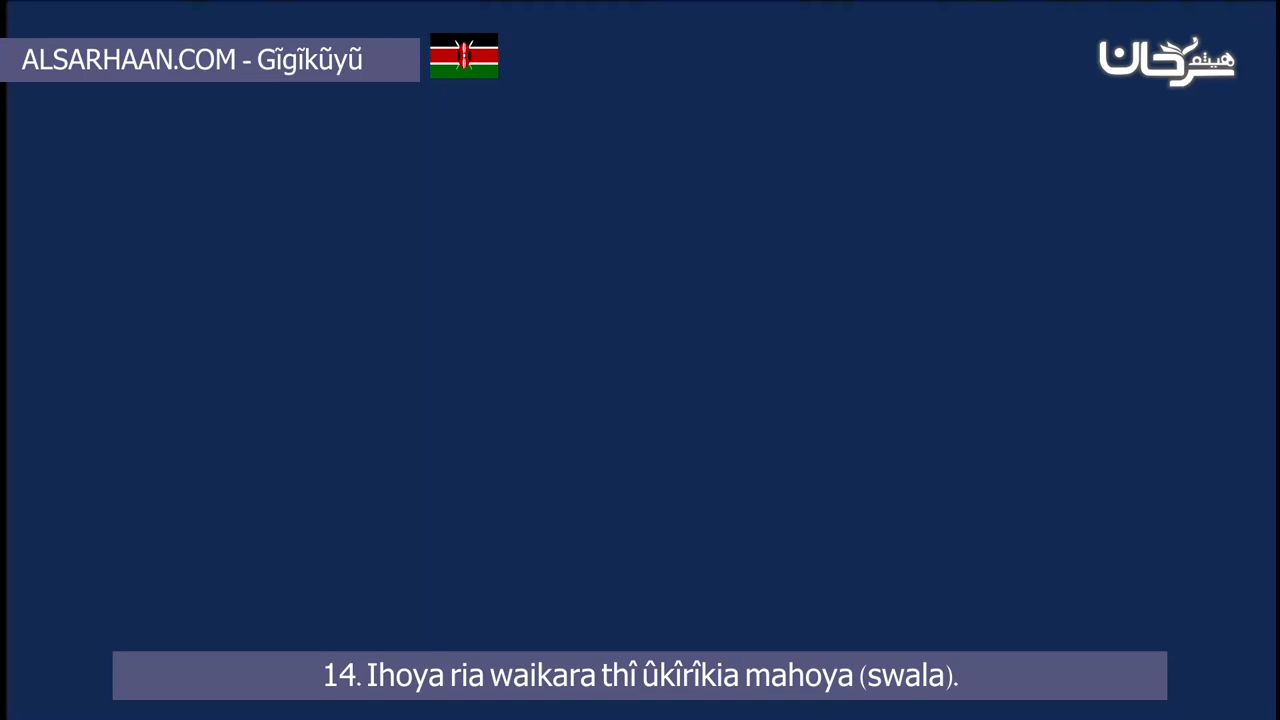 ALSARHAAN.COM - Gĩgĩkũyũ
هيثم سرحان
14. Ihoya ria waikara thî ûkîrîkia mahoya (swala).